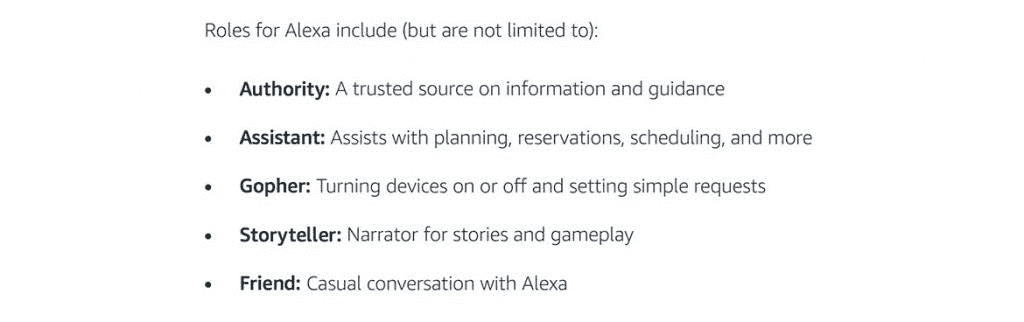 Roles for Alexa include (but are not limited to):
• Authority: A trusted source on information and guidance
• Assistant: Assists with planning, reservations, scheduling, and more
• Gopher: Turning devices on or off and setting simple requests
• Storyteller: Narrator for stories and gameplay
• Friend: Casual conversation with Alexa